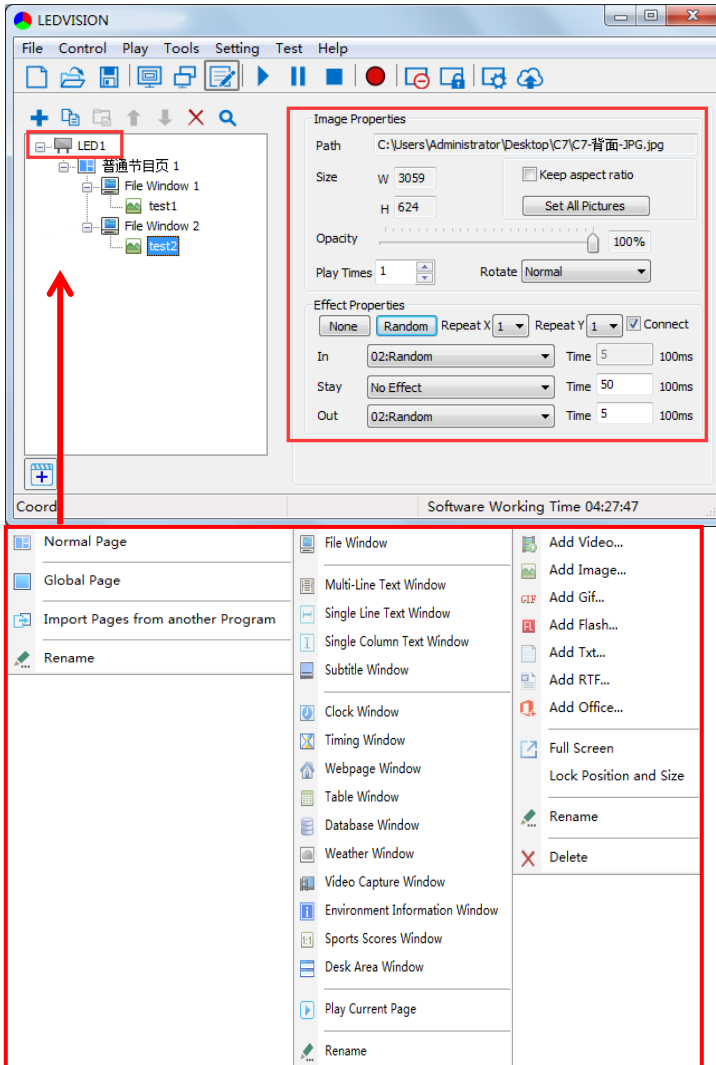 LEDVISION
File Control Play Tools Setting Test Help
LED1
普通节目页 1
File Window 1
test1
File Window 2
test2
Image Properties
Path C:\Users\Administrator\Desktop\C7\C7-背面-JPG.jpg
Size W 3059 Keep aspect ratio
H 624 Set All Pictures
Opacity 100%
Play Times 1 Rotate Normal
Effect Properties
None Random Repeat X 1 Repeat Y 1 Connect
In 02:Random Time 5 100ms
Stay No Effect Time 50 100ms
Out 02:Random Time 5 100ms
Coord Software Working Time 04:27:47
Normal Page
Global Page
Import Pages from another Program
Rename
File Window
Multi-Line Text Window
Single Line Text Window
Single Column Text Window
Subtitle Window
Clock Window
Timing Window
Webpage Window
Table Window
Database Window
Weather Window
Video Capture Window
Environment Information Window
1:1 Sports Scores Window
Desk Area Window
Play Current Page
Rename
Add Video...
Add Image...
GIF Add Gif...
FL Add Flash...
Add Txt...
Add RTF...
Add Office...
Full Screen
Lock Position and Size
Rename
Delete